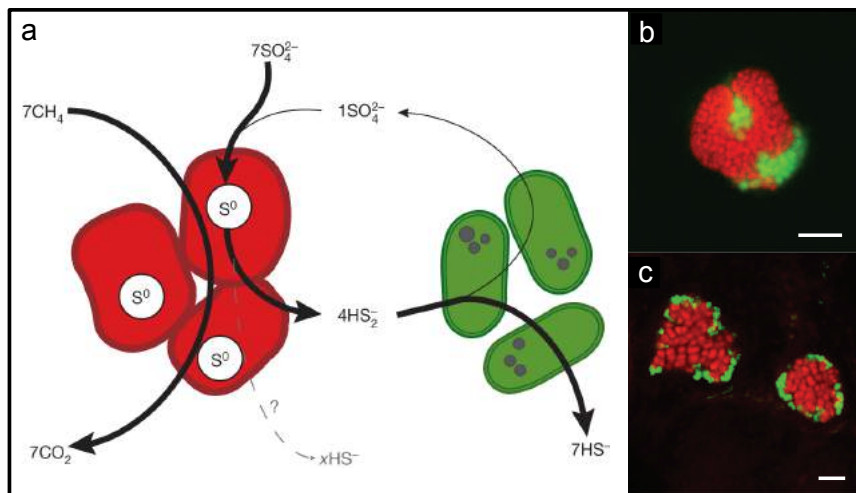 a
b
7SO₄²⁻
7CH₄
1SO₄²⁻
S⁰
S⁰
4HS₂⁻
S⁰
?
7CO₂
xHS⁻
7HS⁻
c